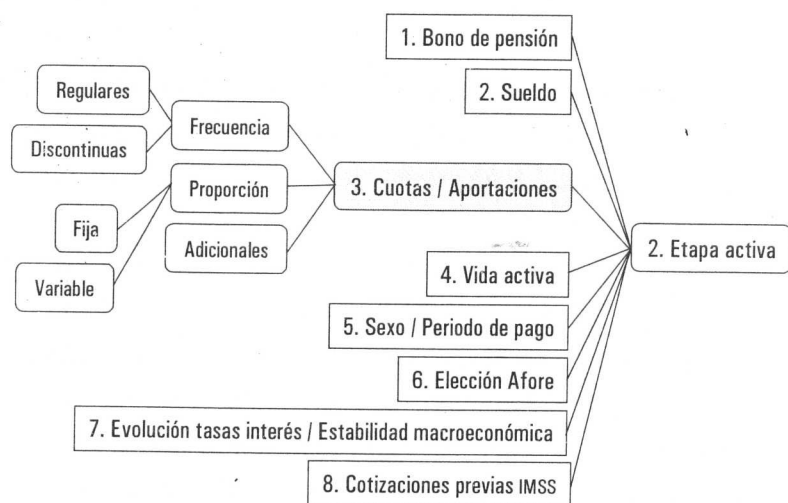 1. Bono de pensión
2. Sueldo
Regulares
Discontinuas
Frecuencia
Proporción
Adicionales
Fija
Variable
3. Cuotas / Aportaciones
2. Etapa activa
4. Vida activa
5. Sexo / Periodo de pago
6. Elección Afore
7. Evolución tasas interés / Estabilidad macroeconómica
8. Cotizaciones previas IMSS